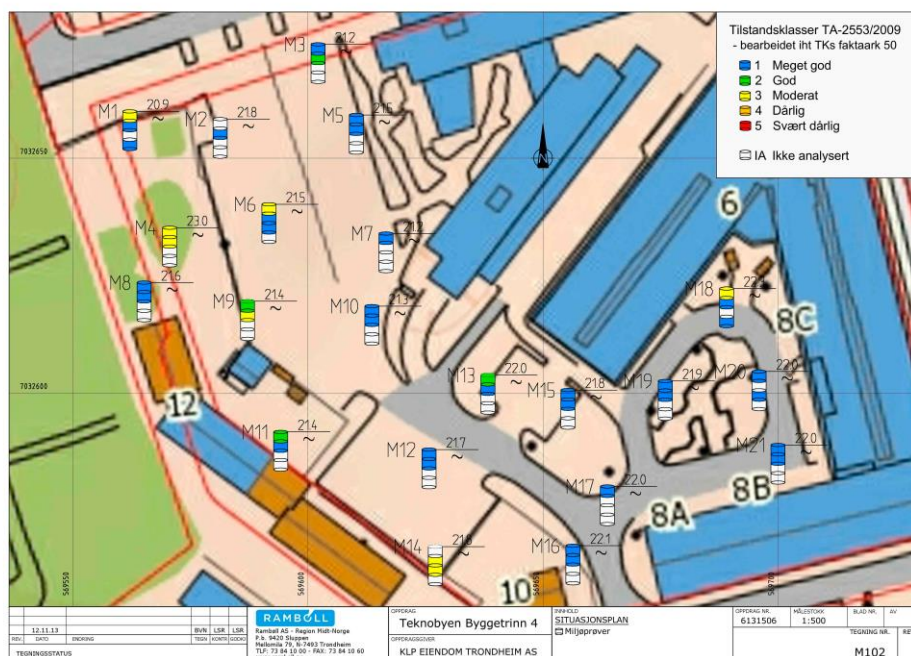 Tilstandsklasser TA-2553/2009
- bearbeidet iht TKs faktaark 50
1 Meget god
2 God
3 Moderat
4 Dårlig
5 Svært dårlig
IA Ikke analysert
M3 21.2
M1 20.9
M2 21.8
M5
7032650
N
M6 21.5
M4 23.0
M7 21.2
M8 21.6
M9 21.4
M10 21.3
M18
6
8C
M13 22.0
M15 21.8
M19 21.9
M20 22.0
7032600
12
M11 21.4
M12 21.7
M21 22.0
M17 22.0
8A
8B
M14
M16 22.1
10
569550
569600
569650
569700
12.11.13 BVN LSR LSR
REV. DATO ENDRING TEGN KONTR GODKJ
TEGNINGSSTATUS
RAMBOLL
Rambøll AS - Region Midt-Norge
P.b. 9420 Sluppen
Mellomila 79, N-7493 Trondheim
TLF: 73 84 10 00 - FAX: 73 84 10 60
OPPDRAG
Teknobyen Byggetrinn 4
OPPDRAGSGIVER
KLP EIENDOM TRONDHEIM AS
INNHOLD
SITUASJONSPLAN
Miljøprøver
OPPDRAG NR. MÅLESTOKK BLAD NR. AV
6131506 1:500
TEGNING NR. REV
M102